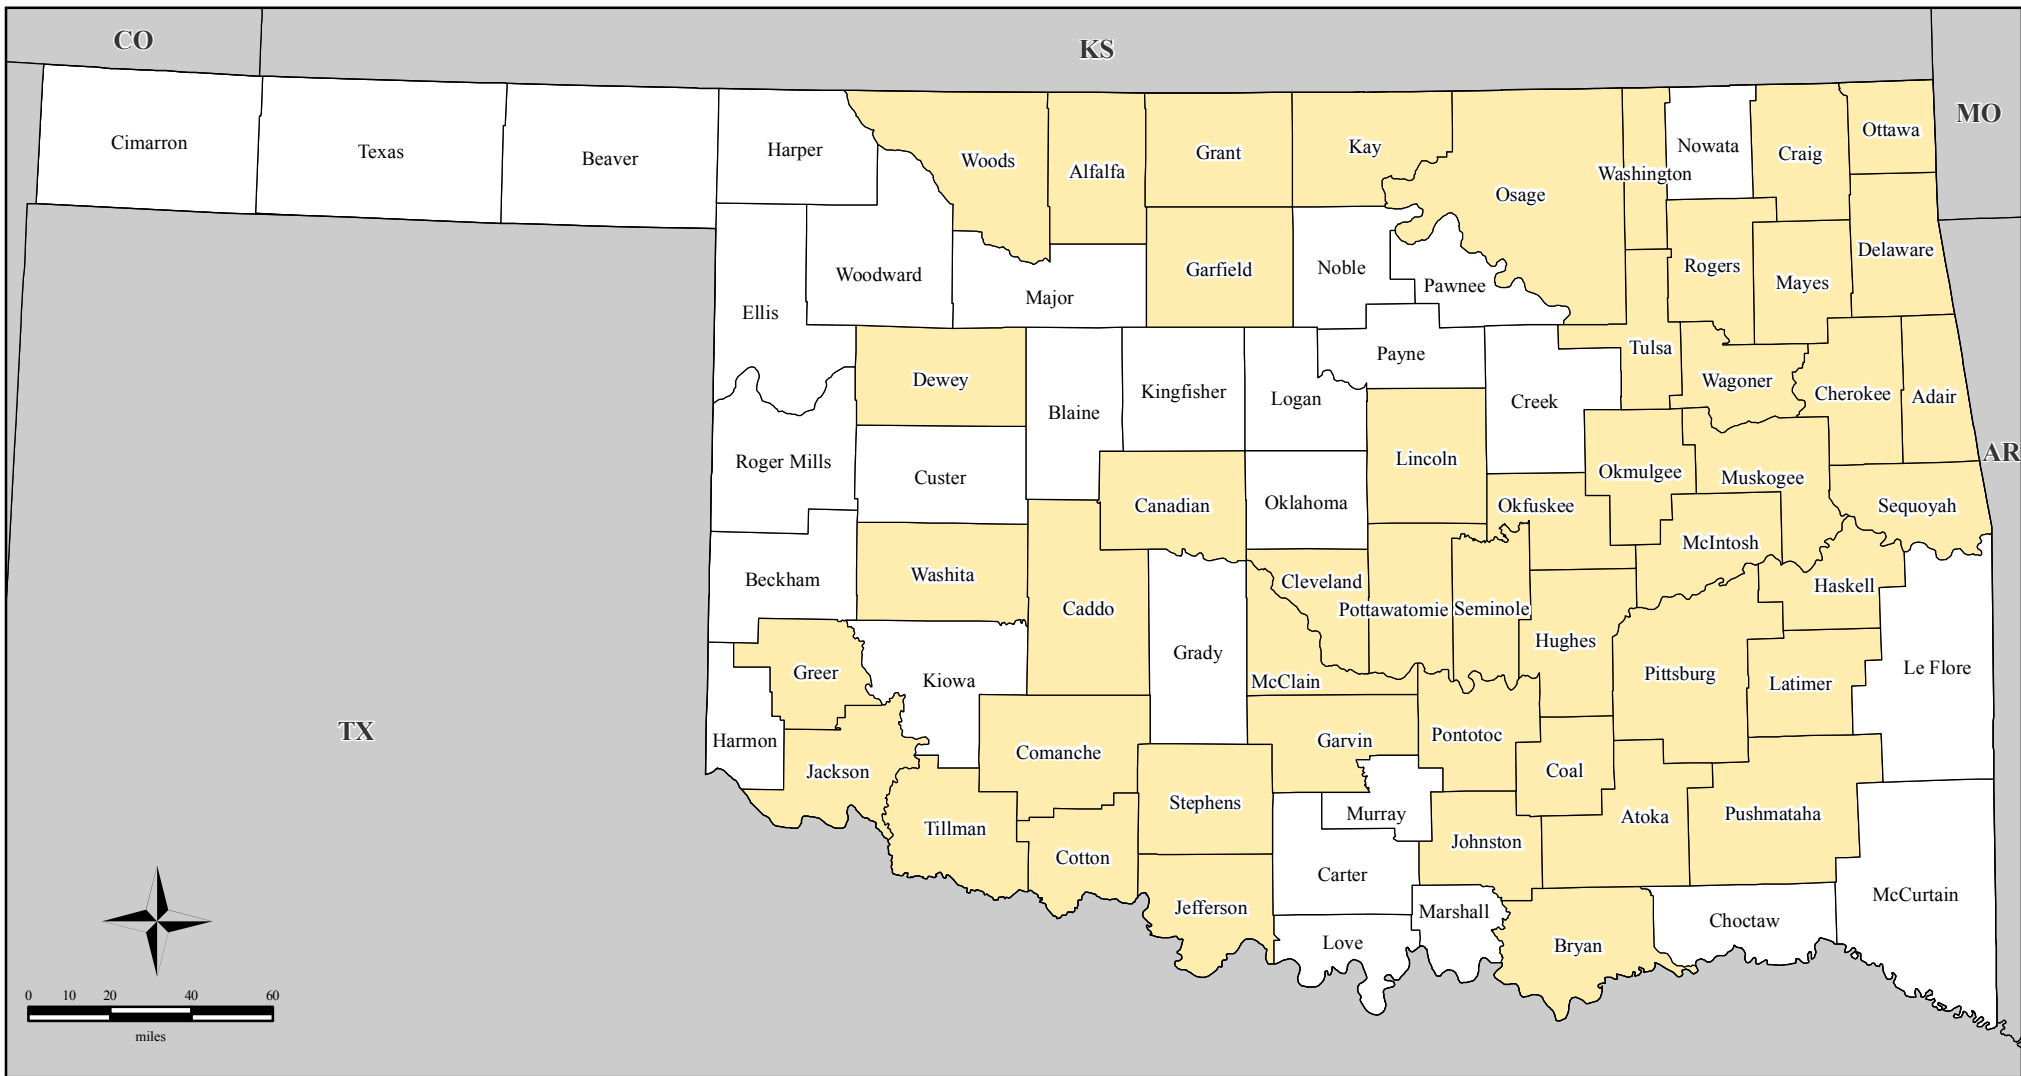 CO
KS
MO
Cimarron
Texas
Beaver
Harper
Woods
Alfalfa
Grant
Kay
Osage
Washington
Nowata
Craig
Ottawa
Ellis
Woodward
Major
Garfield
Noble
Pawnee
Rogers
Mayes
Delaware
Dewey
Blaine
Kingfisher
Logan
Payne
Creek
Tulsa
Wagoner
Cherokee
Adair
AR
Roger Mills
Custer
Canadian
Oklahoma
Lincoln
Okfuskee
Okmulgee
Muskogee
Sequoyah
McIntosh
Beckham
Washita
Caddo
Grady
Cleveland
Pottawatomie
Seminole
Hughes
Haskell
Greer
Kiowa
McClain
Pittsburg
Latimer
Le Flore
TX
Harmon
Jackson
Comanche
Garvin
Pontotoc
Coal
Tillman
Cotton
Stephens
Murray
Johnston
Atoka
Pushmataha
Jefferson
Carter
Love
Marshall
Bryan
Choctaw
McCurtain
0 10 20 40 60
miles